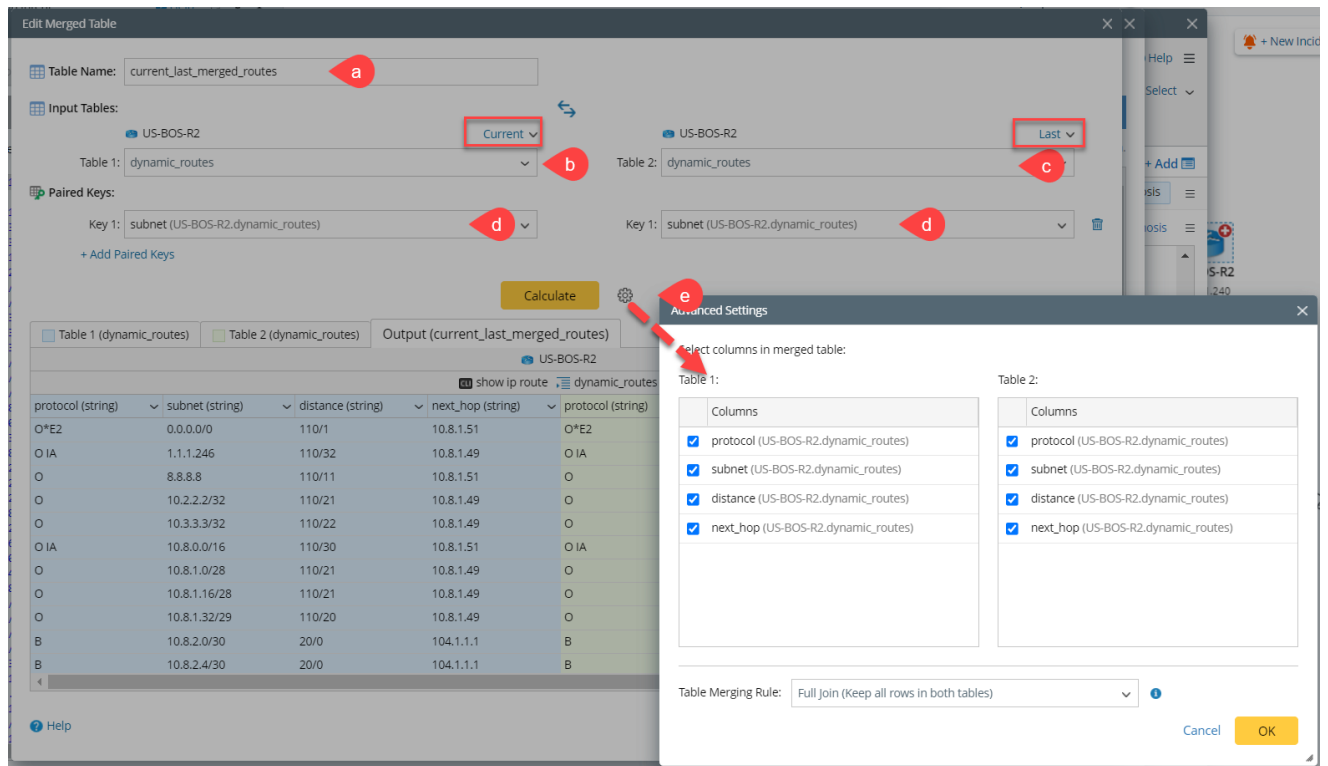 Edit Merged Table
+ New Incid
Help
Table Name: current_last_merged_routes a
Select
Input Tables:
US-BOS-R2 Current US-BOS-R2 Last
Table 1: dynamic_routes b Table 2: dynamic_routes c
+ Add
Paired Keys:
Key 1: subnet (US-BOS-R2.dynamic_routes) d Key 1: subnet (US-BOS-R2.dynamic_routes) d
+ Add Paired Keys
S-R2
.240
Calculate e
Table 1 (dynamic_routes) Table 2 (dynamic_routes) Output (current_last_merged_routes)
US-BOS-R2
CLI show ip route dynamic_routes
protocol (string) subnet (string) distance (string) next_hop (string) protocol (string)
O*E2 0.0.0.0/0 110/1 10.8.1.51 O*E2
O IA 1.1.1.246 110/32 10.8.1.49 O IA
O 8.8.8.8 110/11 10.8.1.51 O
O 10.2.2.2/32 110/21 10.8.1.49 O
O 10.3.3.3/32 110/22 10.8.1.49 O
O IA 10.8.0.0/16 110/30 10.8.1.51 O IA
O 10.8.1.0/28 110/21 10.8.1.49 O
O 10.8.1.16/28 110/21 10.8.1.49 O
O 10.8.1.32/29 110/20 10.8.1.49 O
B 10.8.2.0/30 20/0 104.1.1.1 B
B 10.8.2.4/30 20/0 104.1.1.1 B
Help
Advanced Settings
Select columns in merged table:
Table 1: Table 2:
Columns Columns
protocol (US-BOS-R2.dynamic_routes) protocol (US-BOS-R2.dynamic_routes)
subnet (US-BOS-R2.dynamic_routes) subnet (US-BOS-R2.dynamic_routes)
distance (US-BOS-R2.dynamic_routes) distance (US-BOS-R2.dynamic_routes)
next_hop (US-BOS-R2.dynamic_routes) next_hop (US-BOS-R2.dynamic_routes)
Table Merging Rule: Full Join (Keep all rows in both tables)
Cancel OK